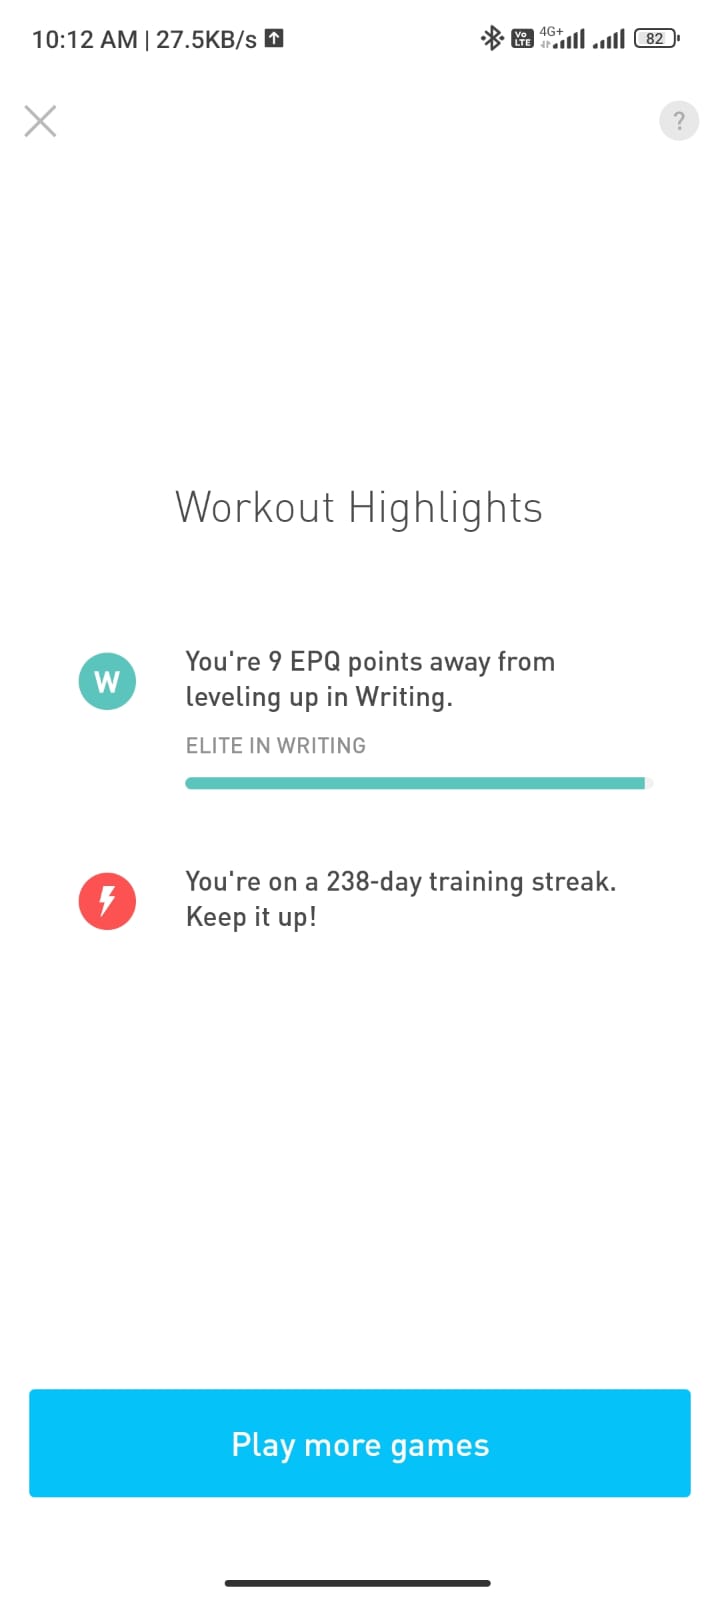 10:12 AM | 27.5KB/s
Vo LTE 4G+ 82
?
Workout Highlights
W
You're 9 EPQ points away from
leveling up in Writing.
ELITE IN WRITING
You're on a 238-day training streak.
Keep it up!
Play more games